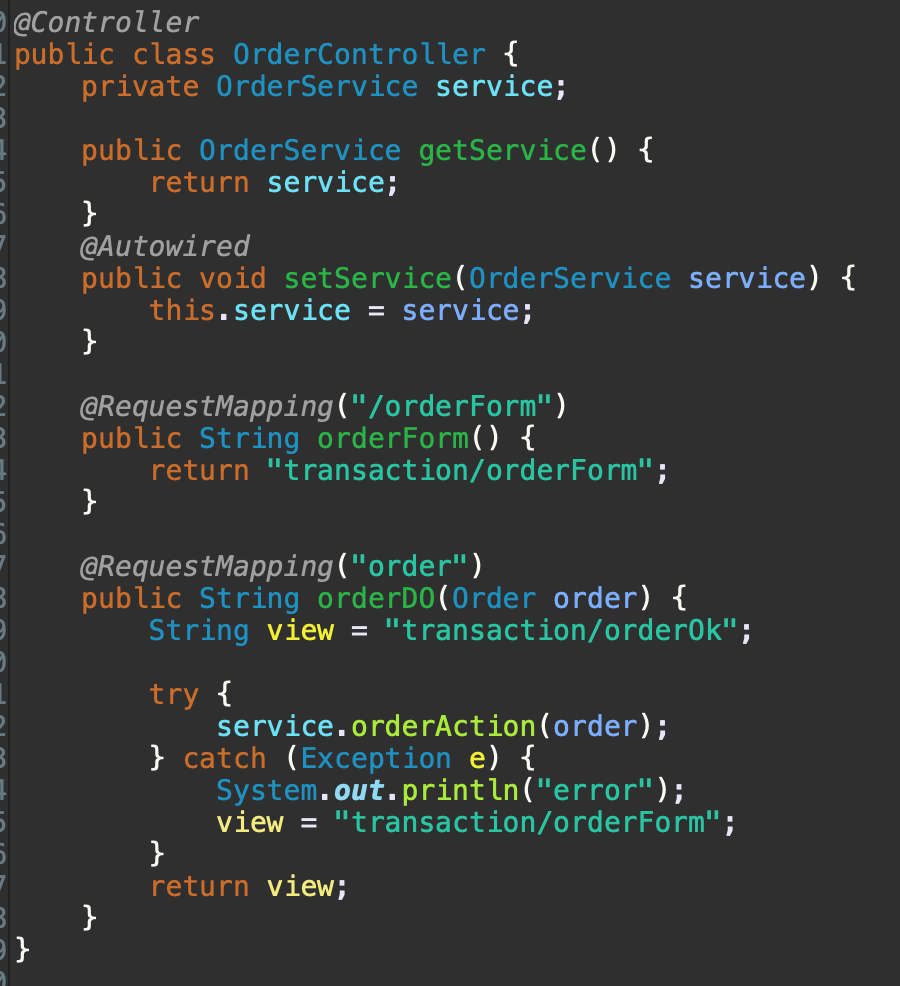 @Controller
public class OrderController {
    private OrderService service;

    public OrderService getService() {
        return service;
    }
    @Autowired
    public void setService(OrderService service) {
        this.service = service;
    }

    @RequestMapping("/orderForm")
    public String orderForm() {
        return "transaction/orderForm";
    }

    @RequestMapping("order")
    public String orderDO(Order order) {
        String view = "transaction/orderOk";

        try {
            service.orderAction(order);
        } catch (Exception e) {
            System.out.println("error");
            view = "transaction/orderForm";
        }
        return view;
    }
}